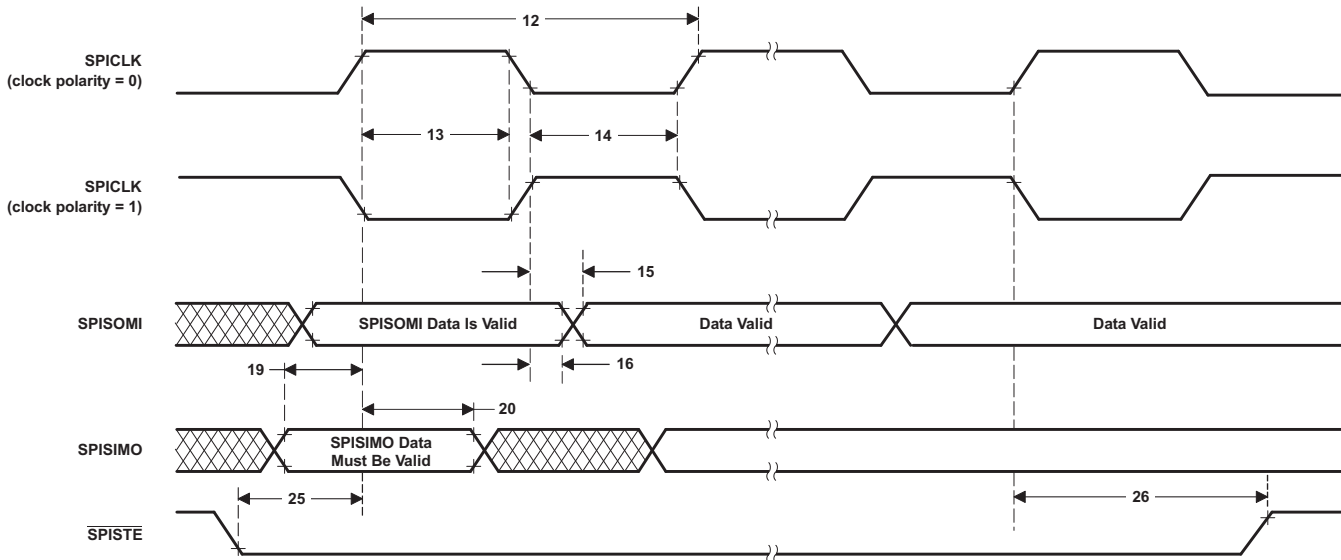 12
SPICLK
(clock polarity = 0)
13
14
SPICLK
(clock polarity = 1)
15
SPISOMI
SPISOMI Data Is Valid
Data Valid
Data Valid
16
19
20
SPISIMO
SPISIMO Data
Must Be Valid
25
26
SPISTE